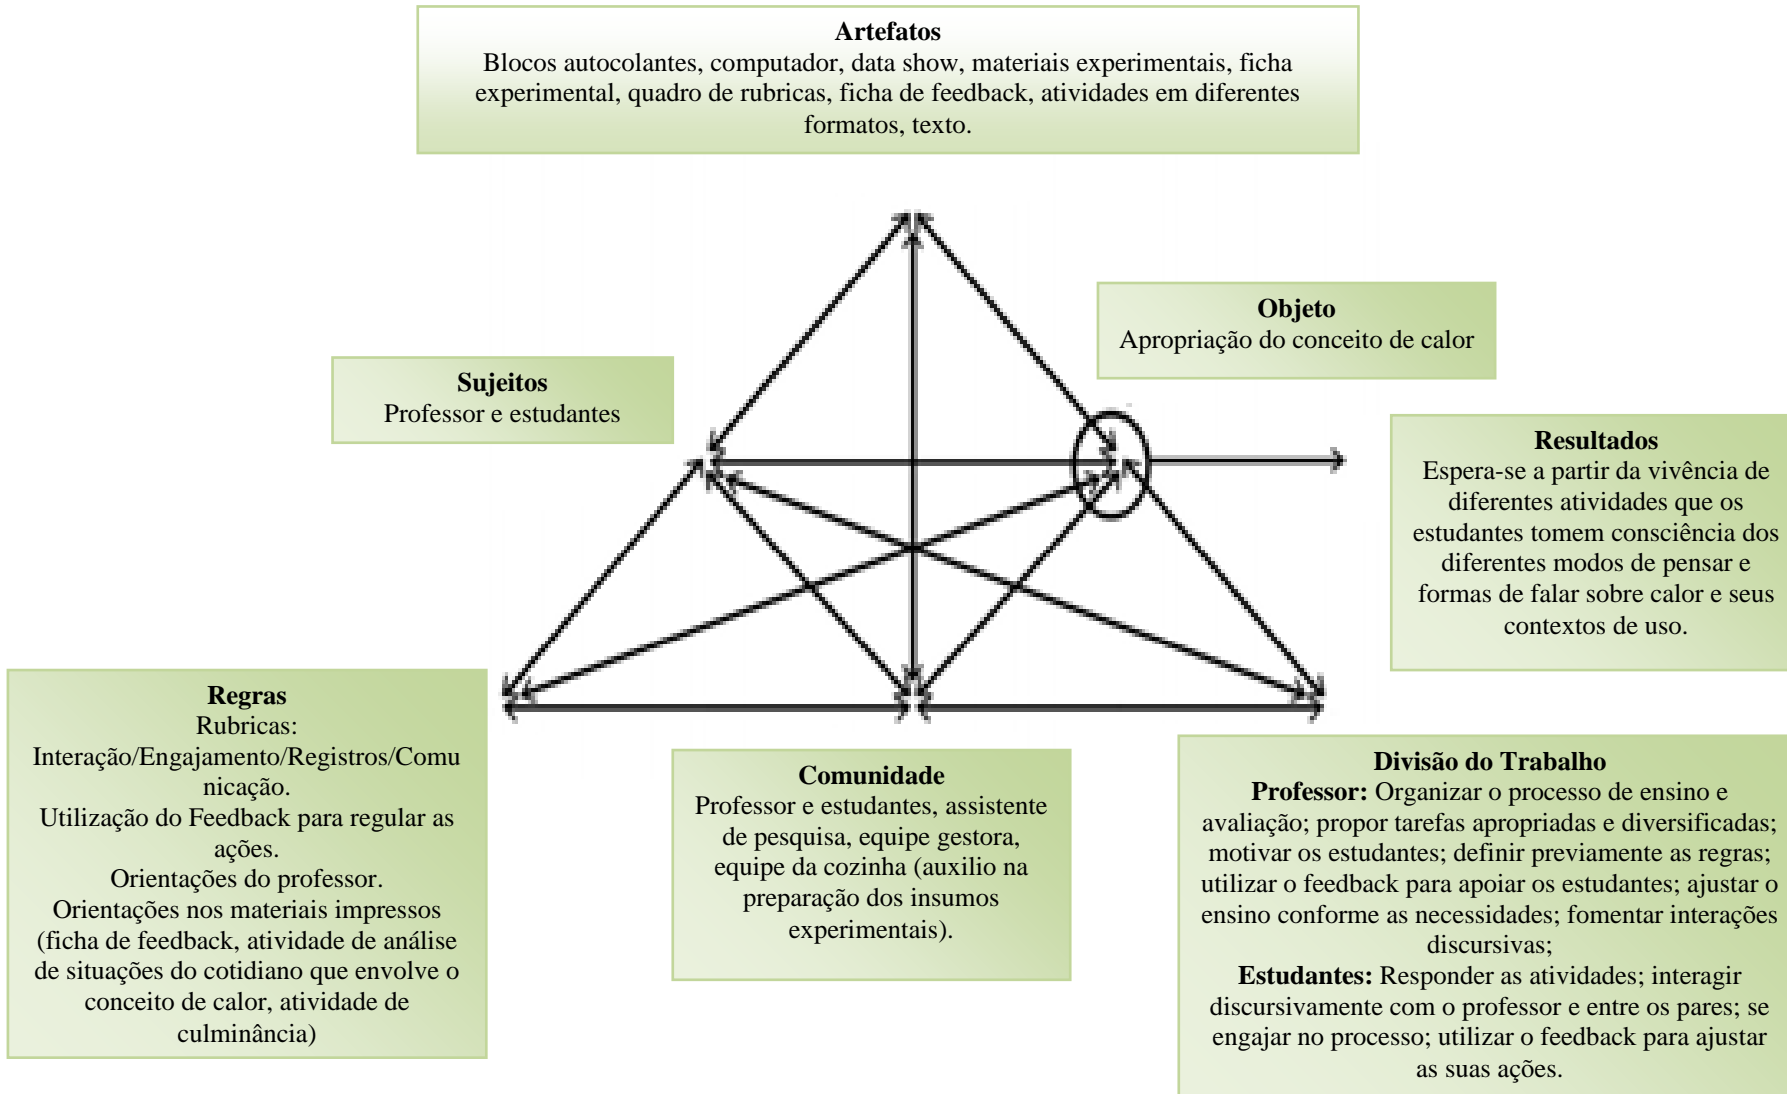 Artefatos
Blocos autocolantes, computador, data show, materiais experimentais, ficha
experimental, quadro de rubricas, ficha de feedback, atividades em diferentes
formatos, texto.
Objeto
Apropriação do conceito de calor
Sujeitos
Professor e estudantes
Resultados
Espera-se a partir da vivência de
diferentes atividades que os
estudantes tomem consciência dos
diferentes modos de pensar e
formas de falar sobre calor e seus
contextos de uso.
Regras
Rubricas:
Interação/Engajamento/Registros/Comu
nicação.
Utilização do Feedback para regular as
ações.
Orientações do professor.
Orientações nos materiais impressos
(ficha de feedback, atividade de análise
de situações do cotidiano que envolve o
conceito de calor, atividade de
culminância)
Comunidade
Professor e estudantes, assistente
de pesquisa, equipe gestora,
equipe da cozinha (auxilio na
preparação dos insumos
experimentais).
Divisão do Trabalho
Professor: Organizar o processo de ensino e
avaliação; propor tarefas apropriadas e diversificadas;
motivar os estudantes; definir previamente as regras;
utilizar o feedback para apoiar os estudantes; ajustar o
ensino conforme as necessidades; fomentar interações
discursivas;
Estudantes: Responder as atividades; interagir
discursivamente com o professor e entre os pares; se
engajar no processo; utilizar o feedback para ajustar
as suas ações.